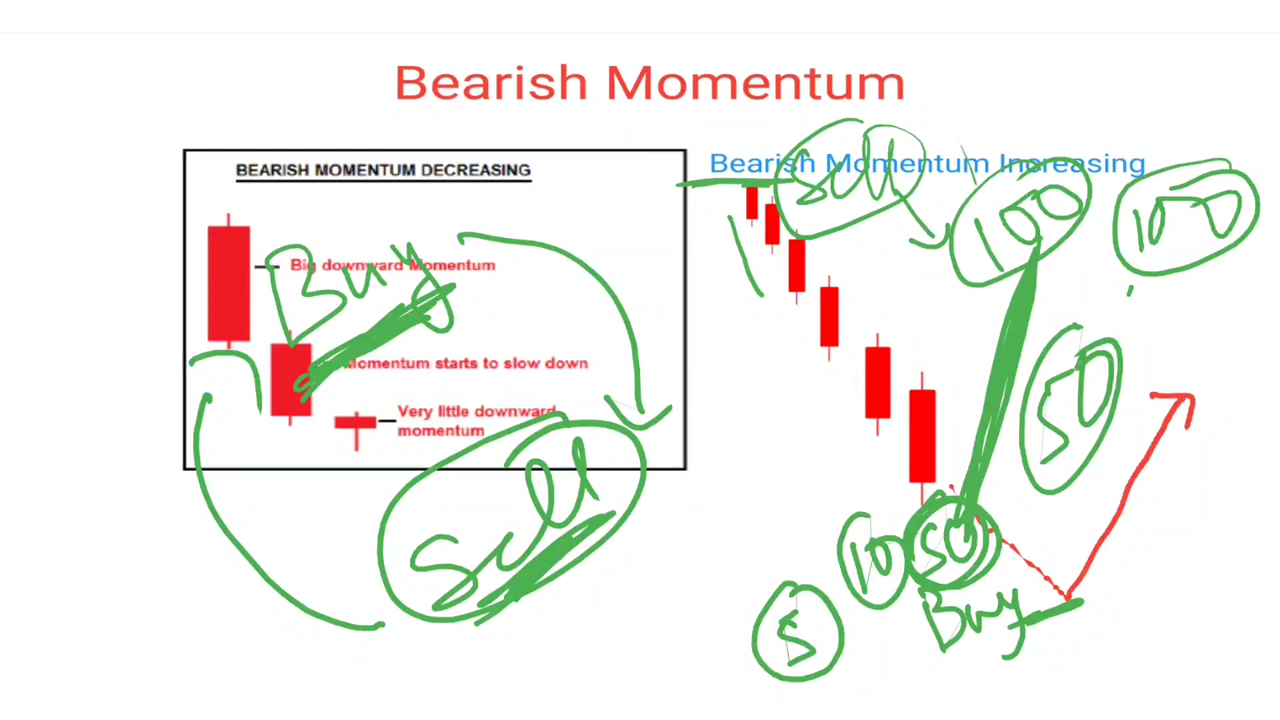 Bearish Momentum
BEARISH MOMENTUM DECREASING
Big downward Momentum
Buy
Momentum starts to slow down
Very little downward
momentum
Sell
Bearish Momentum Increasing
Sell
100
100
50
10
50
Buy
5